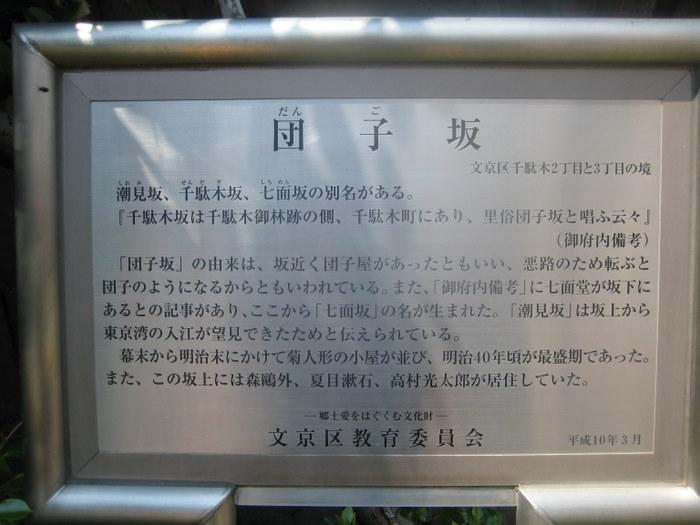 団子坂
だん ご
文京区千駄木2丁目と3丁目の境
潮見坂、千駄木坂、七面坂の別名がある。
しおみ せんだぎ しちめん
『千駄木坂は千駄木御林跡の側、千駄木町にあり、里俗団子坂と唱ふ云々』
（御府内備考）
「団子坂」の由来は、坂近く団子屋があったともいい、悪路のため転ぶと
団子のようになるからともいわれている。また、「御府内備考」に七面堂が坂下に
あるとの記事があり、ここから「七面坂」の名が生まれた。「潮見坂」は坂上から
東京湾の入江が望見できたためと伝えられている。
幕末から明治末にかけて菊人形の小屋が並び、明治40年頃が最盛期であった。
また、この坂上には森鷗外、夏目漱石、高村光太郎が居住していた。
―郷土愛をはぐくむ文化財―
文京区教育委員会
平成10年3月